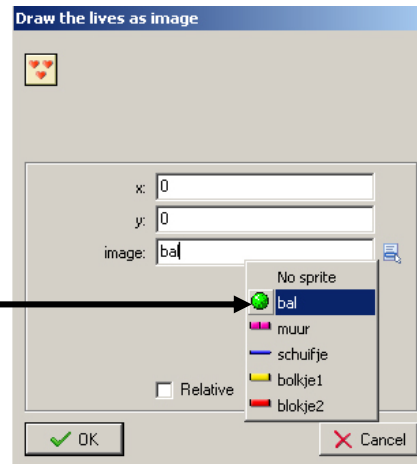 Draw the lives as image
x: 0
y: 0
image: bal
No sprite
bal
muur
schuifje
bolkje1
blokje2
Relative
OK
Cancel